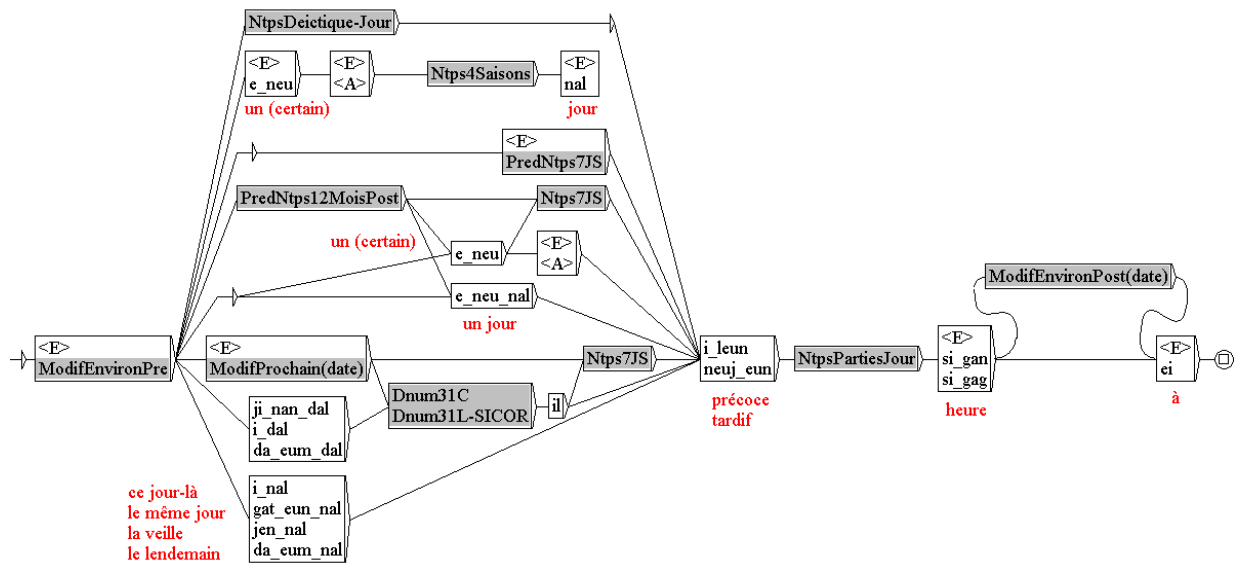 NtpsDeictique-Jour
<E>
e_neu
<E>
<A>
Ntps4Saisons
<E>
nal
un (certain)
jour
<E>
PredNtps7JS
PredNtps12MoisPost
Ntps7JS
un (certain)
e_neu
<E>
<A>
e_neu_nal
un jour
<E>
ModifEnvironPre
<E>
ModifProchain(date)
Ntps7JS
ji_nan_dal
i_dal
da_eum_dal
Dnum31C
Dnum31L-SICOR
il
i_nal
gat_eun_nal
jen_nal
da_eum_nal
ce jour-là
le même jour
la veille
le lendemain
i_leun
neuj_eun
précoce
tardif
NtpsPartiesJour
<E>
si_gan
si_gag
heure
ModifEnvironPost(date)
<E>
ei
à